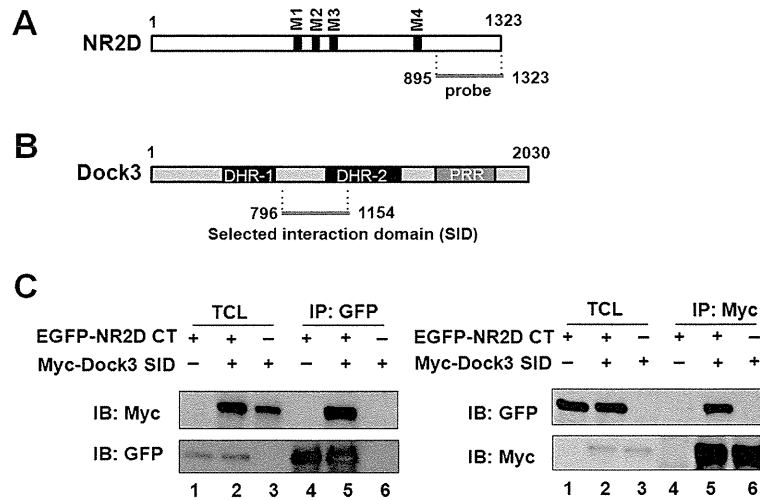 A
1
M1
M2
M3
M4
1323
NR2D
895
1323
probe
B
1
2030
Dock3
DHR-1
DHR-2
PRR
796
1154
Selected interaction domain (SID)
C
TCL
IP: GFP
EGFP-NR2D CT + + − + + −
Myc-Dock3 SID − + + − + +
IB: Myc
IB: GFP
1 2 3 4 5 6
TCL
IP: Myc
EGFP-NR2D CT + + − + + −
Myc-Dock3 SID − + + − + +
IB: GFP
IB: Myc
1 2 3 4 5 6